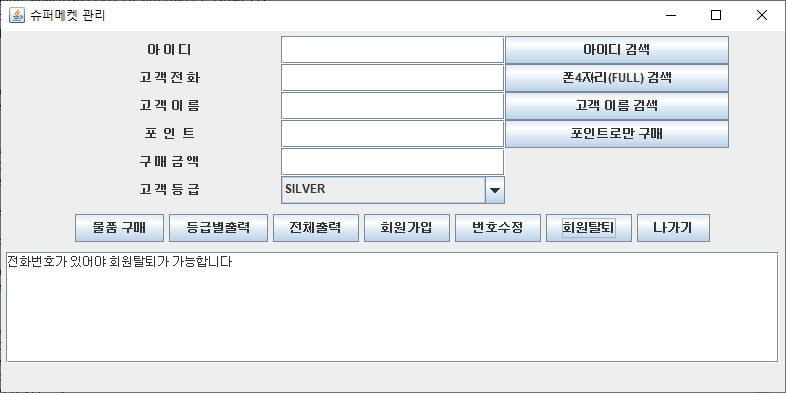 슈퍼메켓 관리
아 이 디 아이디 검색
고 객 전 화 폰4자리(FULL) 검색
고 객 이 름 고객 이름 검색
포 인 트 포인트로만 구매
구 매 금 액
고 객 등 급 SILVER
물품 구매 등급별출력 전체출력 회원가입 번호수정 회원탈퇴 나가기
전화번호가 있어야 회원탈퇴가 가능합니다